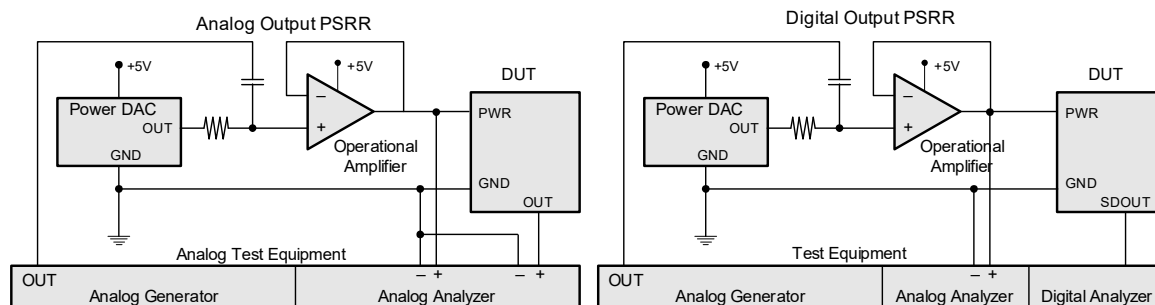 Analog Output PSRR
+5V
+5V
DUT
Power DAC
OUT
GND
–
+
Operational
Amplifier
PWR
GND
OUT
Analog Test Equipment
– +
– +
OUT
Analog Generator
Analog Analyzer
Digital Output PSRR
+5V
+5V
DUT
Power DAC
OUT
GND
–
+
Operational
Amplifier
PWR
GND
SDOUT
Test Equipment
– +
OUT
Analog Generator
Analog Analyzer
Digital Analyzer